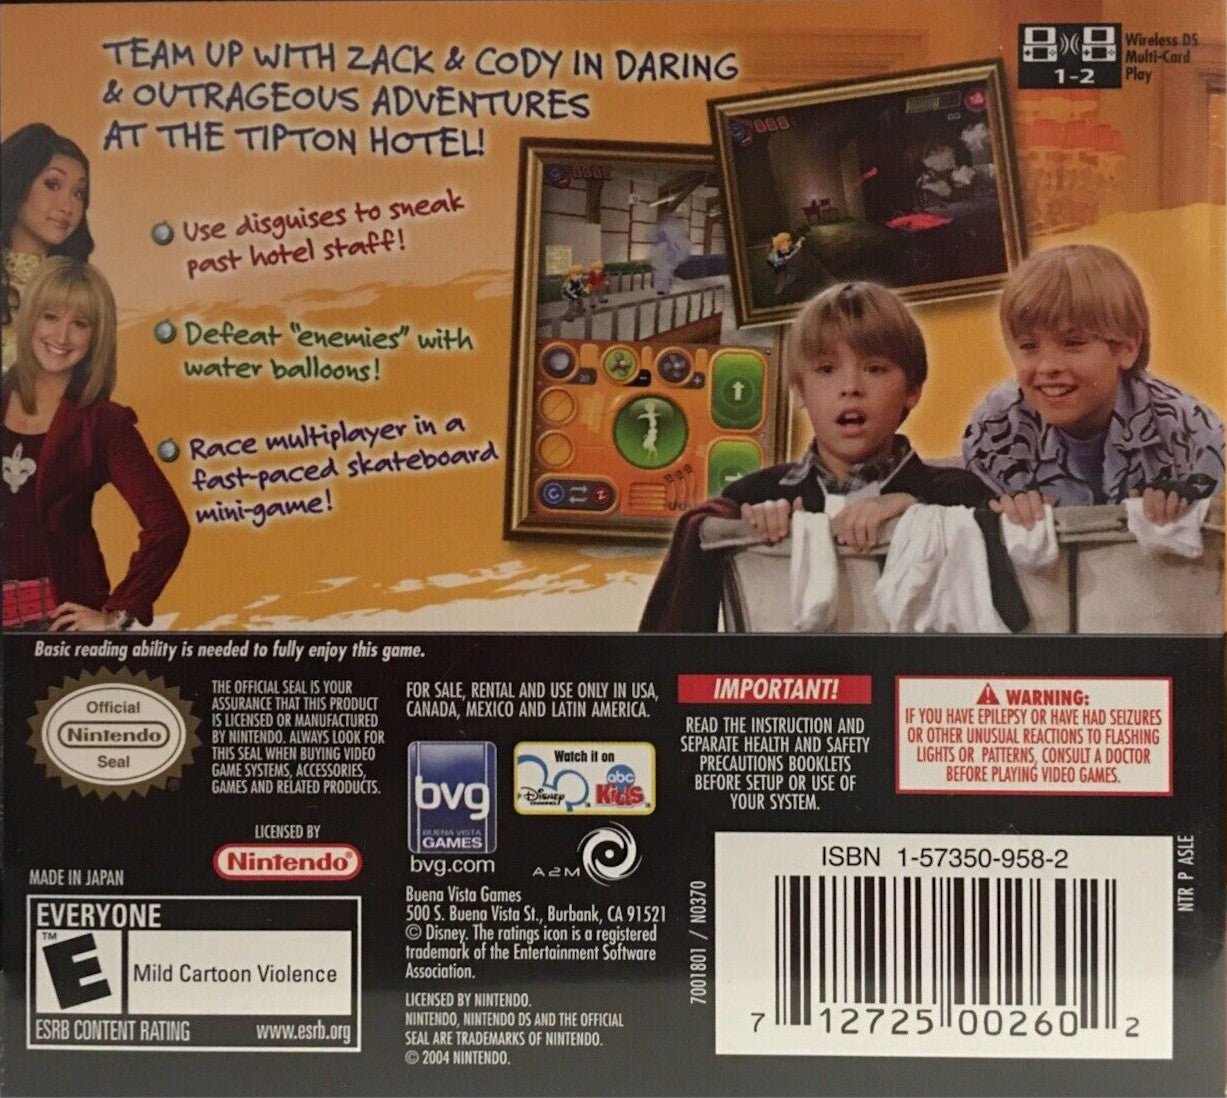 TEAM UP WITH ZACK & CODY IN DARING
& OUTRAGEOUS ADVENTURES
AT THE TIPTON HOTEL!
Use disguises to sneak
past hotel staff!
Defeat "enemies" with
water balloons!
Race multiplayer in a
fast-paced skateboard
mini-game!
1-2
Wireless DS
Multi-Card
Play
Basic reading ability is needed to fully enjoy this game.
Official
Nintendo
Seal
THE OFFICIAL SEAL IS YOUR
ASSURANCE THAT THIS PRODUCT
IS LICENSED OR MANUFACTURED
BY NINTENDO. ALWAYS LOOK FOR
THIS SEAL WHEN BUYING VIDEO
GAME SYSTEMS, ACCESSORIES,
GAMES AND RELATED PRODUCTS.
LICENSED BY
Nintendo®
MADE IN JAPAN
EVERYONE
TM
E
Mild Cartoon Violence
ESRB CONTENT RATING www.esrb.org
FOR SALE, RENTAL AND USE ONLY IN USA,
CANADA, MEXICO AND LATIN AMERICA.
bvg
BUENA VISTA
GAMES
bvg.com
Watch it on
Disney
CHANNEL
abc
Kids
A2M
Buena Vista Games
500 S. Buena Vista St., Burbank, CA 91521
© Disney. The ratings icon is a registered
trademark of the Entertainment Software
Association.
LICENSED BY NINTENDO.
NINTENDO, NINTENDO DS AND THE OFFICIAL
SEAL ARE TRADEMARKS OF NINTENDO.
© 2004 NINTENDO.
IMPORTANT!
READ THE INSTRUCTION AND
SEPARATE HEALTH AND SAFETY
PRECAUTIONS BOOKLETS
BEFORE SETUP OR USE OF
YOUR SYSTEM.
WARNING:
IF YOU HAVE EPILEPSY OR HAVE HAD SEIZURES
OR OTHER UNUSUAL REACTIONS TO FLASHING
LIGHTS OR PATTERNS, CONSULT A DOCTOR
BEFORE PLAYING VIDEO GAMES.
7001801 / N0370
ISBN 1-57350-958-2
7 12725 00260 2
NTR P ASLE